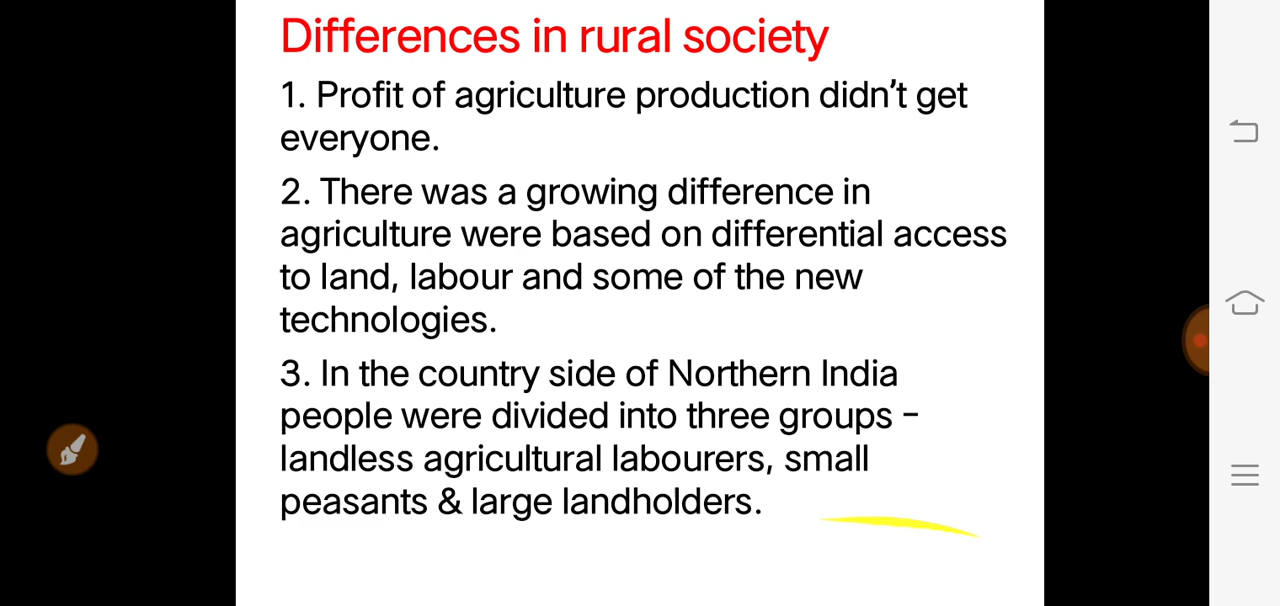 Differences in rural society
1. Profit of agriculture production didn't get
everyone.
2. There was a growing difference in
agriculture were based on differential access
to land, labour and some of the new
technologies.
3. In the country side of Northern India
people were divided into three groups -
landless agricultural labourers, small
peasants & large landholders.